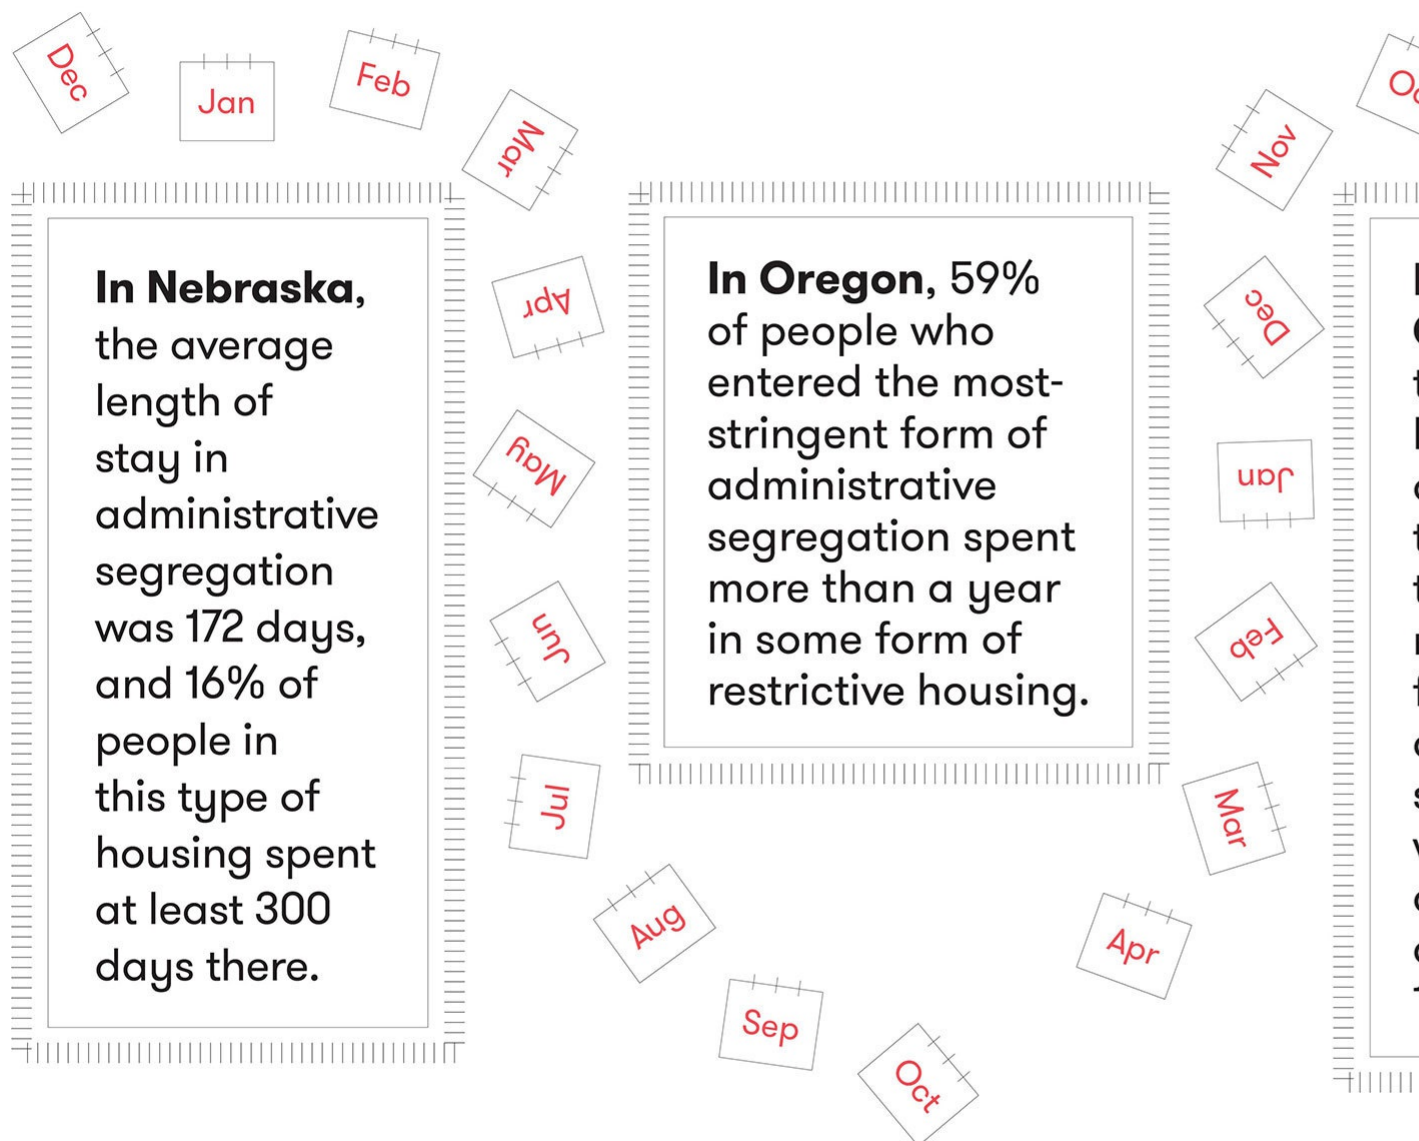 Dec
Jan
Feb
Mar
Apr
May
Jun
Jul
Aug
Sep
Oct
In Nebraska,
the average
length of
stay in
administrative
segregation
was 172 days,
and 16% of
people in
this type of
housing spent
at least 300
days there.
In Oregon, 59%
of people who
entered the most-
stringent form of
administrative
segregation spent
more than a year
in some form of
restrictive housing.
Nov
Dec
Jan
Feb
Mar
Apr